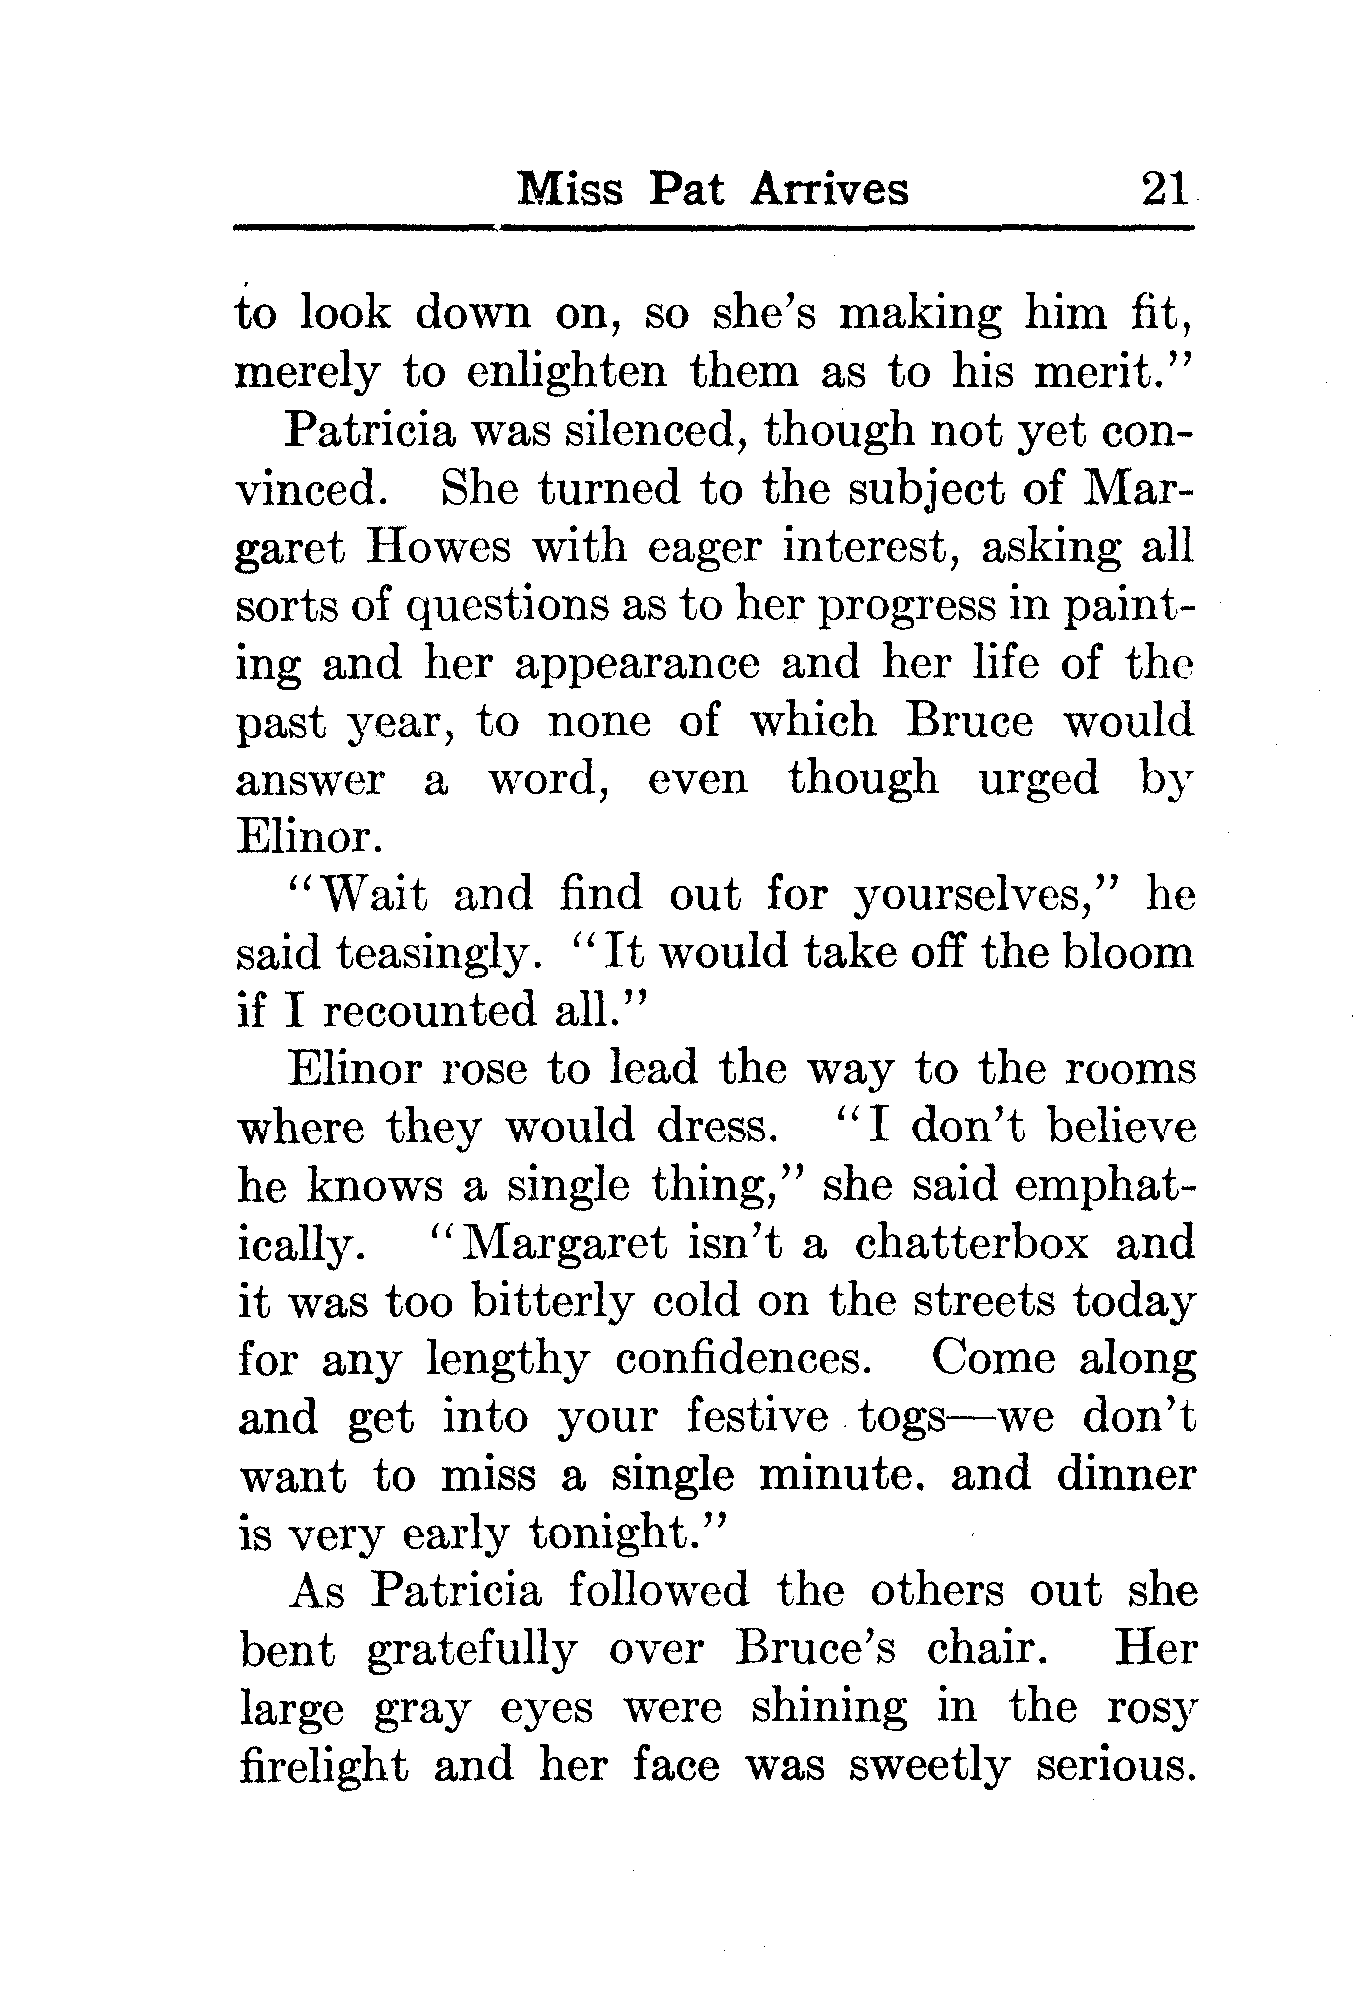 Miss Pat Arrives 21
to look down on, so she's making him fit,
merely to enlighten them as to his merit."
Patricia was silenced, though not yet con-
vinced. She turned to the subject of Mar-
garet Howes with eager interest, asking all
sorts of questions as to her progress in paint-
ing and her appearance and her life of the
past year, to none of which Bruce would
answer a word, even though urged by
Elinor.
"Wait and find out for yourselves," he
said teasingly. "It would take off the bloom
if I recounted all."
Elinor rose to lead the way to the rooms
where they would dress. "I don't believe
he knows a single thing," she said emphat-
ically. "Margaret isn't a chatterbox and
it was too bitterly cold on the streets today
for any lengthy confidences. Come along
and get into your festive togs—we don't
want to miss a single minute. and dinner
is very early tonight."
As Patricia followed the others out she
bent gratefully over Bruce's chair. Her
large gray eyes were shining in the rosy
firelight and her face was sweetly serious.